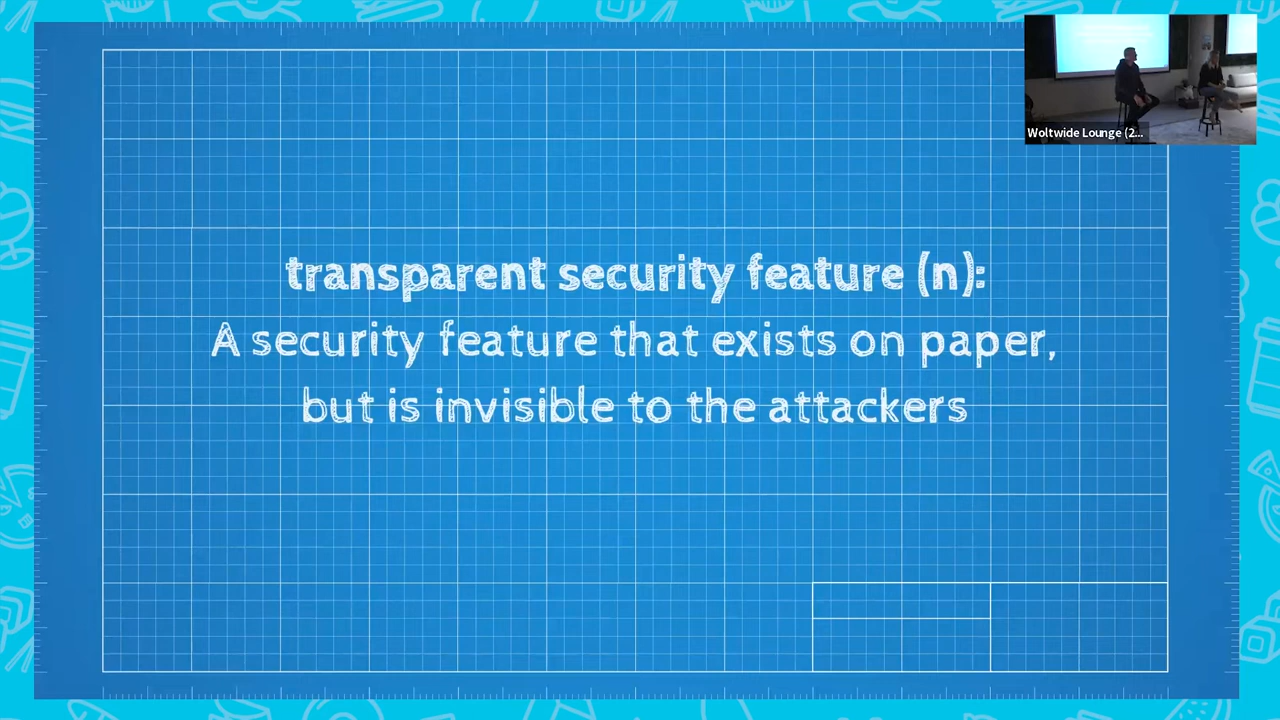 Woltwide Lounge (2...
transparent security feature (n):
A security feature that exists on paper,
but is invisible to the attackers